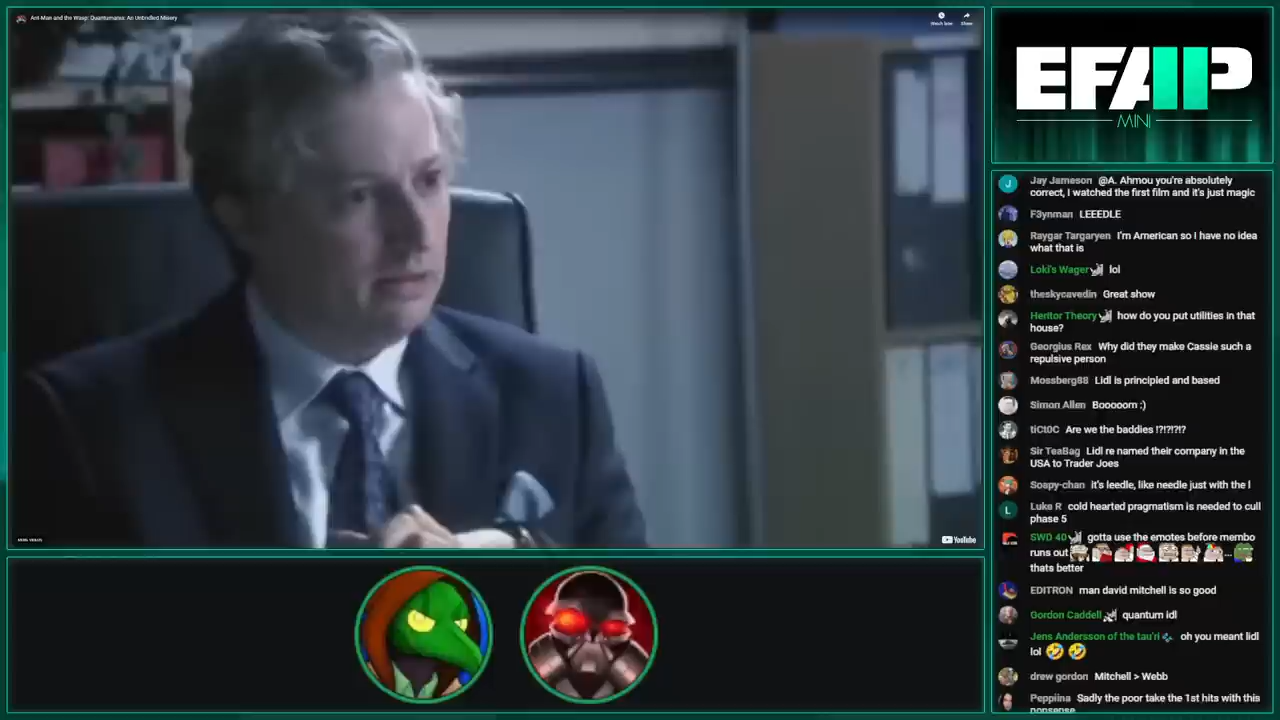 Ant-Man and the Wasp: Quantumania: An Unbridled Misery
Watch later
Share
MORE VIDEOS
YouTube
EFAP
MINI
Jay Jameson @A. Ahmou you're absolutely
correct, i watched the first film and it's just magic
F3ynman LEEEDLE
Raygar Targaryen I'm American so I have no idea
what that is
Loki's Wager lol
theskycavedin Great show
Heritor Theory how do you put utilities in that
house?
Georgius Rex Why did they make Cassie such a
repulsive person
Mossberg88 Lidl is principled and based
Simon Allen Booooom :)
tiCtOC Are we the baddies !?!?!?!?
Sir TeaBag Lidl re named their company in the
USA to Trader Joes
Soapy-chan it's leedle, like needle just with the l
Luke R cold hearted pragmatism is needed to cull
phase 5
SWD 40 gotta use the emotes before membo
runs out ...
thats better
EDITRON man david mitchell is so good
Gordon Caddell quantum idl
Jens Andersson of the tau'ri oh you meant lidl
lol 🤣 🤣
drew gordon Mitchell > Webb
Peppiina Sadly the poor take the 1st hits with this
nonsense